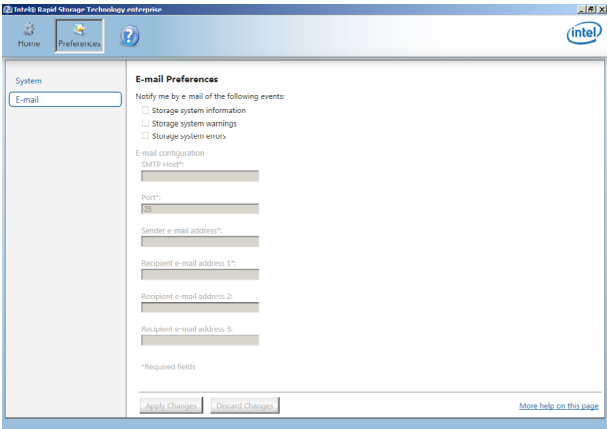 Intel® Rapid Storage Technology enterprise
Home
Preferences
?
intel
System
E-mail
E-mail Preferences
Notify me by e-mail of the following events:
Storage system information
Storage system warnings
Storage system errors
E-mail configuration
SMTP Host*:
Port*:
25
Sender e-mail address*:
Recipient e-mail address 1*:
Recipient e-mail address 2:
Recipient e-mail address 3:
*Required fields
Apply Changes
Discard Changes
More help on this page